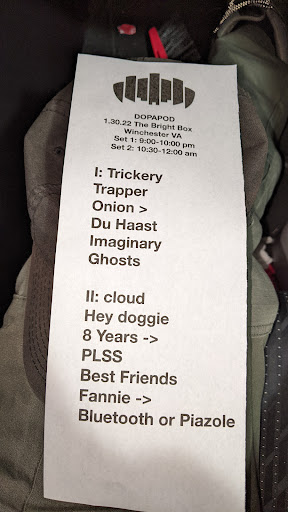 DOPAPOD
1.30.22 The Bright Box
Winchester VA
Set 1: 9:00-10:00 pm
Set 2: 10:30-12:00 am
I: Trickery
Trapper
Onion >
Du Haast
Imaginary
Ghosts
II: cloud
Hey doggie
8 Years ->
PLSS
Best Friends
Fannie ->
Bluetooth or Piazole